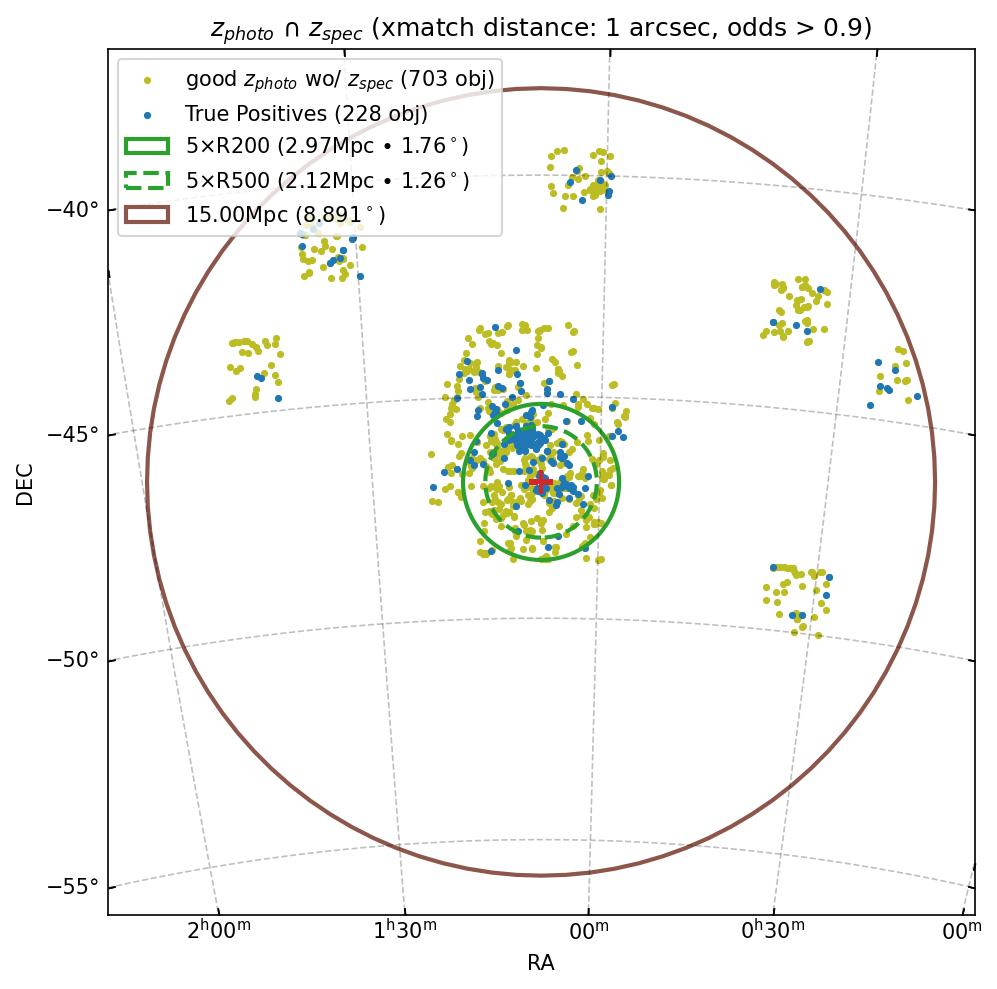 z_photo ∩ z_spec (xmatch distance: 1 arcsec, odds > 0.9)
good z_photo wo/ z_spec (703 obj)
True Positives (228 obj)
5×R200 (2.97Mpc • 1.76°)
5×R500 (2.12Mpc • 1.26°)
15.00Mpc (8.891°)
−40°
−45°
−50°
−55°
DEC
2h00m 1h30m 00m 0h30m 00m
RA